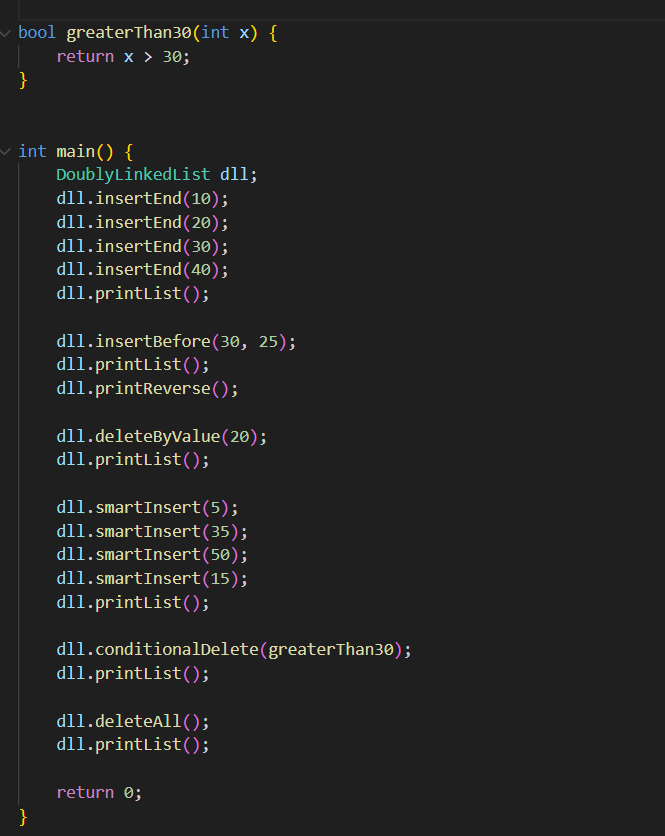 bool greaterThan30(int x) {
    return x > 30;
}
int main() {
    DoublyLinkedList dll;
    dll.insertEnd(10);
    dll.insertEnd(20);
    dll.insertEnd(30);
    dll.insertEnd(40);
    dll.printList();
    dll.insertBefore(30, 25);
    dll.printList();
    dll.printReverse();
    dll.deleteByValue(20);
    dll.printList();
    dll.smartInsert(5);
    dll.smartInsert(35);
    dll.smartInsert(50);
    dll.smartInsert(15);
    dll.printList();
    dll.conditionalDelete(greaterThan30);
    dll.printList();
    dll.deleteAll();
    dll.printList();
    return 0;
}